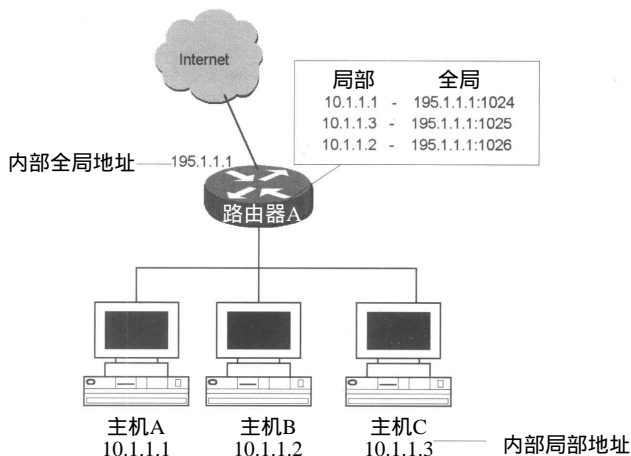 Internet
局部 全局
10.1.1.1 - 195.1.1.1:1024
10.1.1.3 - 195.1.1.1:1025
10.1.1.2 - 195.1.1.1:1026
内部全局地址 195.1.1.1
路由器A
主机A 主机B 主机C
10.1.1.1 10.1.1.2 10.1.1.3 内部局部地址